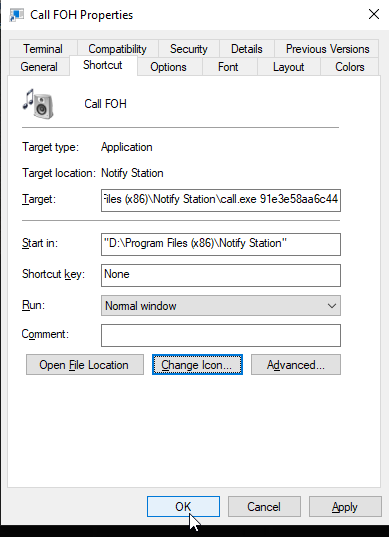 Call FOH Properties
Terminal Compatibility Security Details Previous Versions
General Shortcut Options Font Layout Colors
Call FOH
Target type: Application
Target location: Notify Station
Target: Files (x86)\Notify Station\call.exe 91e3e58aa6c44
Start in: "D:\Program Files (x86)\Notify Station"
Shortcut key: None
Run: Normal window
Comment:
Open File Location Change Icon... Advanced...
OK Cancel Apply